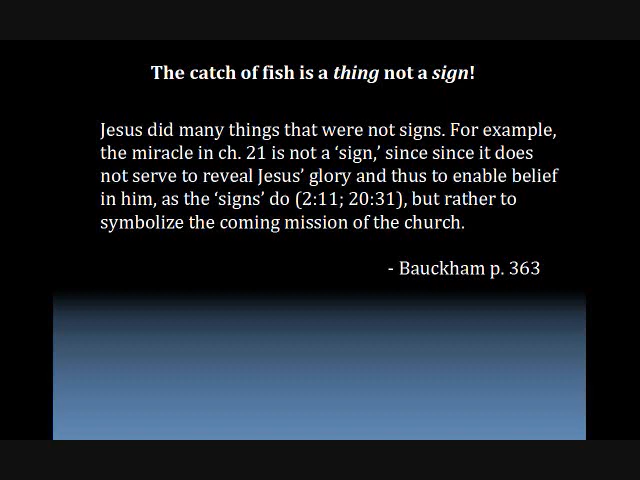 The catch of fish is a thing not a sign!
Jesus did many things that were not signs. For example,
the miracle in ch. 21 is not a ‘sign,’ since since it does
not serve to reveal Jesus’ glory and thus to enable belief
in him, as the ‘signs’ do (2:11; 20:31), but rather to
symbolize the coming mission of the church.
- Bauckham p. 363